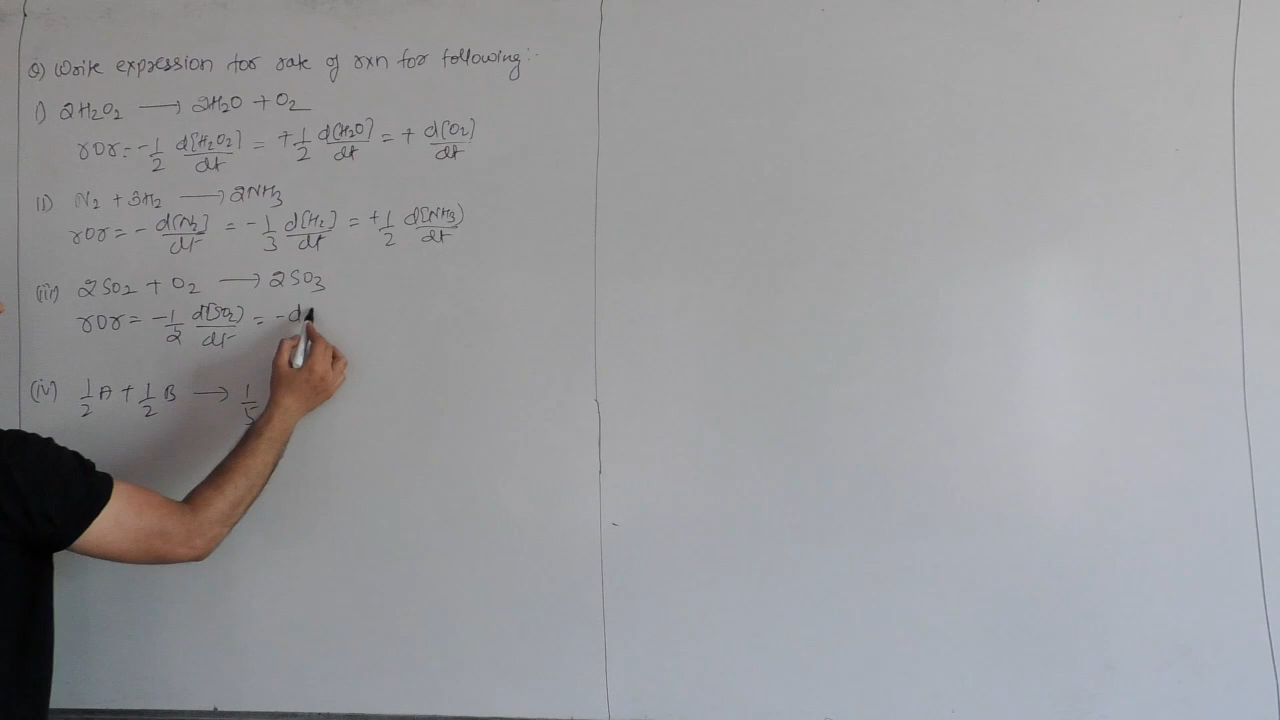 Q) Write expression for rate of rxn for following:-
i) 2H2O2 → 2H2O + O2
ror = -1/2 d[H2O2]/dt = +1/2 d[H2O]/dt = + d[O2]/dt
ii) N2 + 3H2 → 2NH3
ror = - d[N2]/dt = -1/3 d[H2]/dt = +1/2 d[NH3]/dt
(iii) 2SO2 + O2 → 2SO3
ror = -1/2 d[SO2]/dt = -d
(iv) 1/2 A + 1/2 B → 1/5